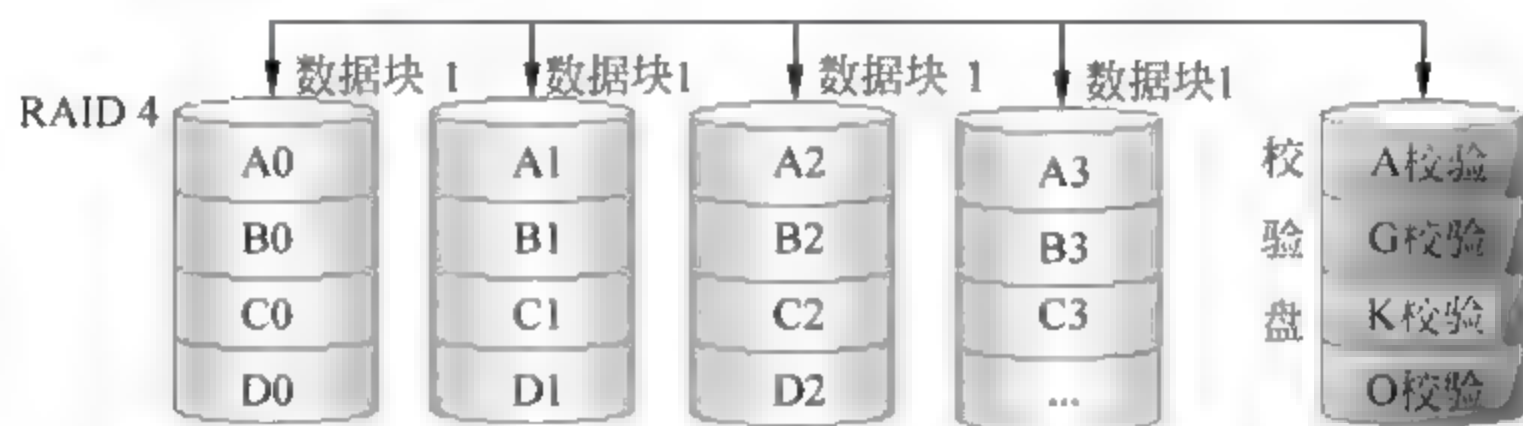 数据块 1 数据块1 数据块 1 数据块1
RAID 4
A0 A1 A2 A3 A校验
B0 B1 B2 B3 G校验
C0 C1 C2 C3 K校验
D0 D1 D2 ... O校验
校验盘